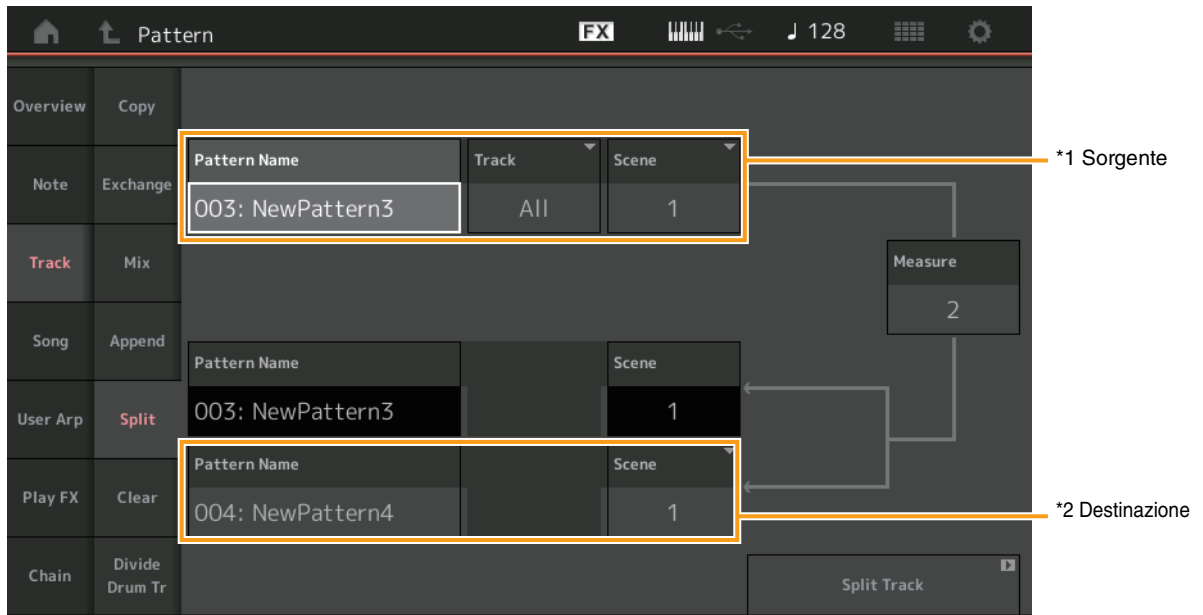 Pattern
FX
♩ 128
Overview
Copy
Pattern Name
Track
Scene
*1 Sorgente
Note
Exchange
003: NewPattern3
All
1
Track
Mix
Measure
2
Song
Append
Pattern Name
Scene
User Arp
Split
003: NewPattern3
1
Pattern Name
Scene
Play FX
Clear
004: NewPattern4
1
*2 Destinazione
Chain
Divide
Drum Tr
Split Track